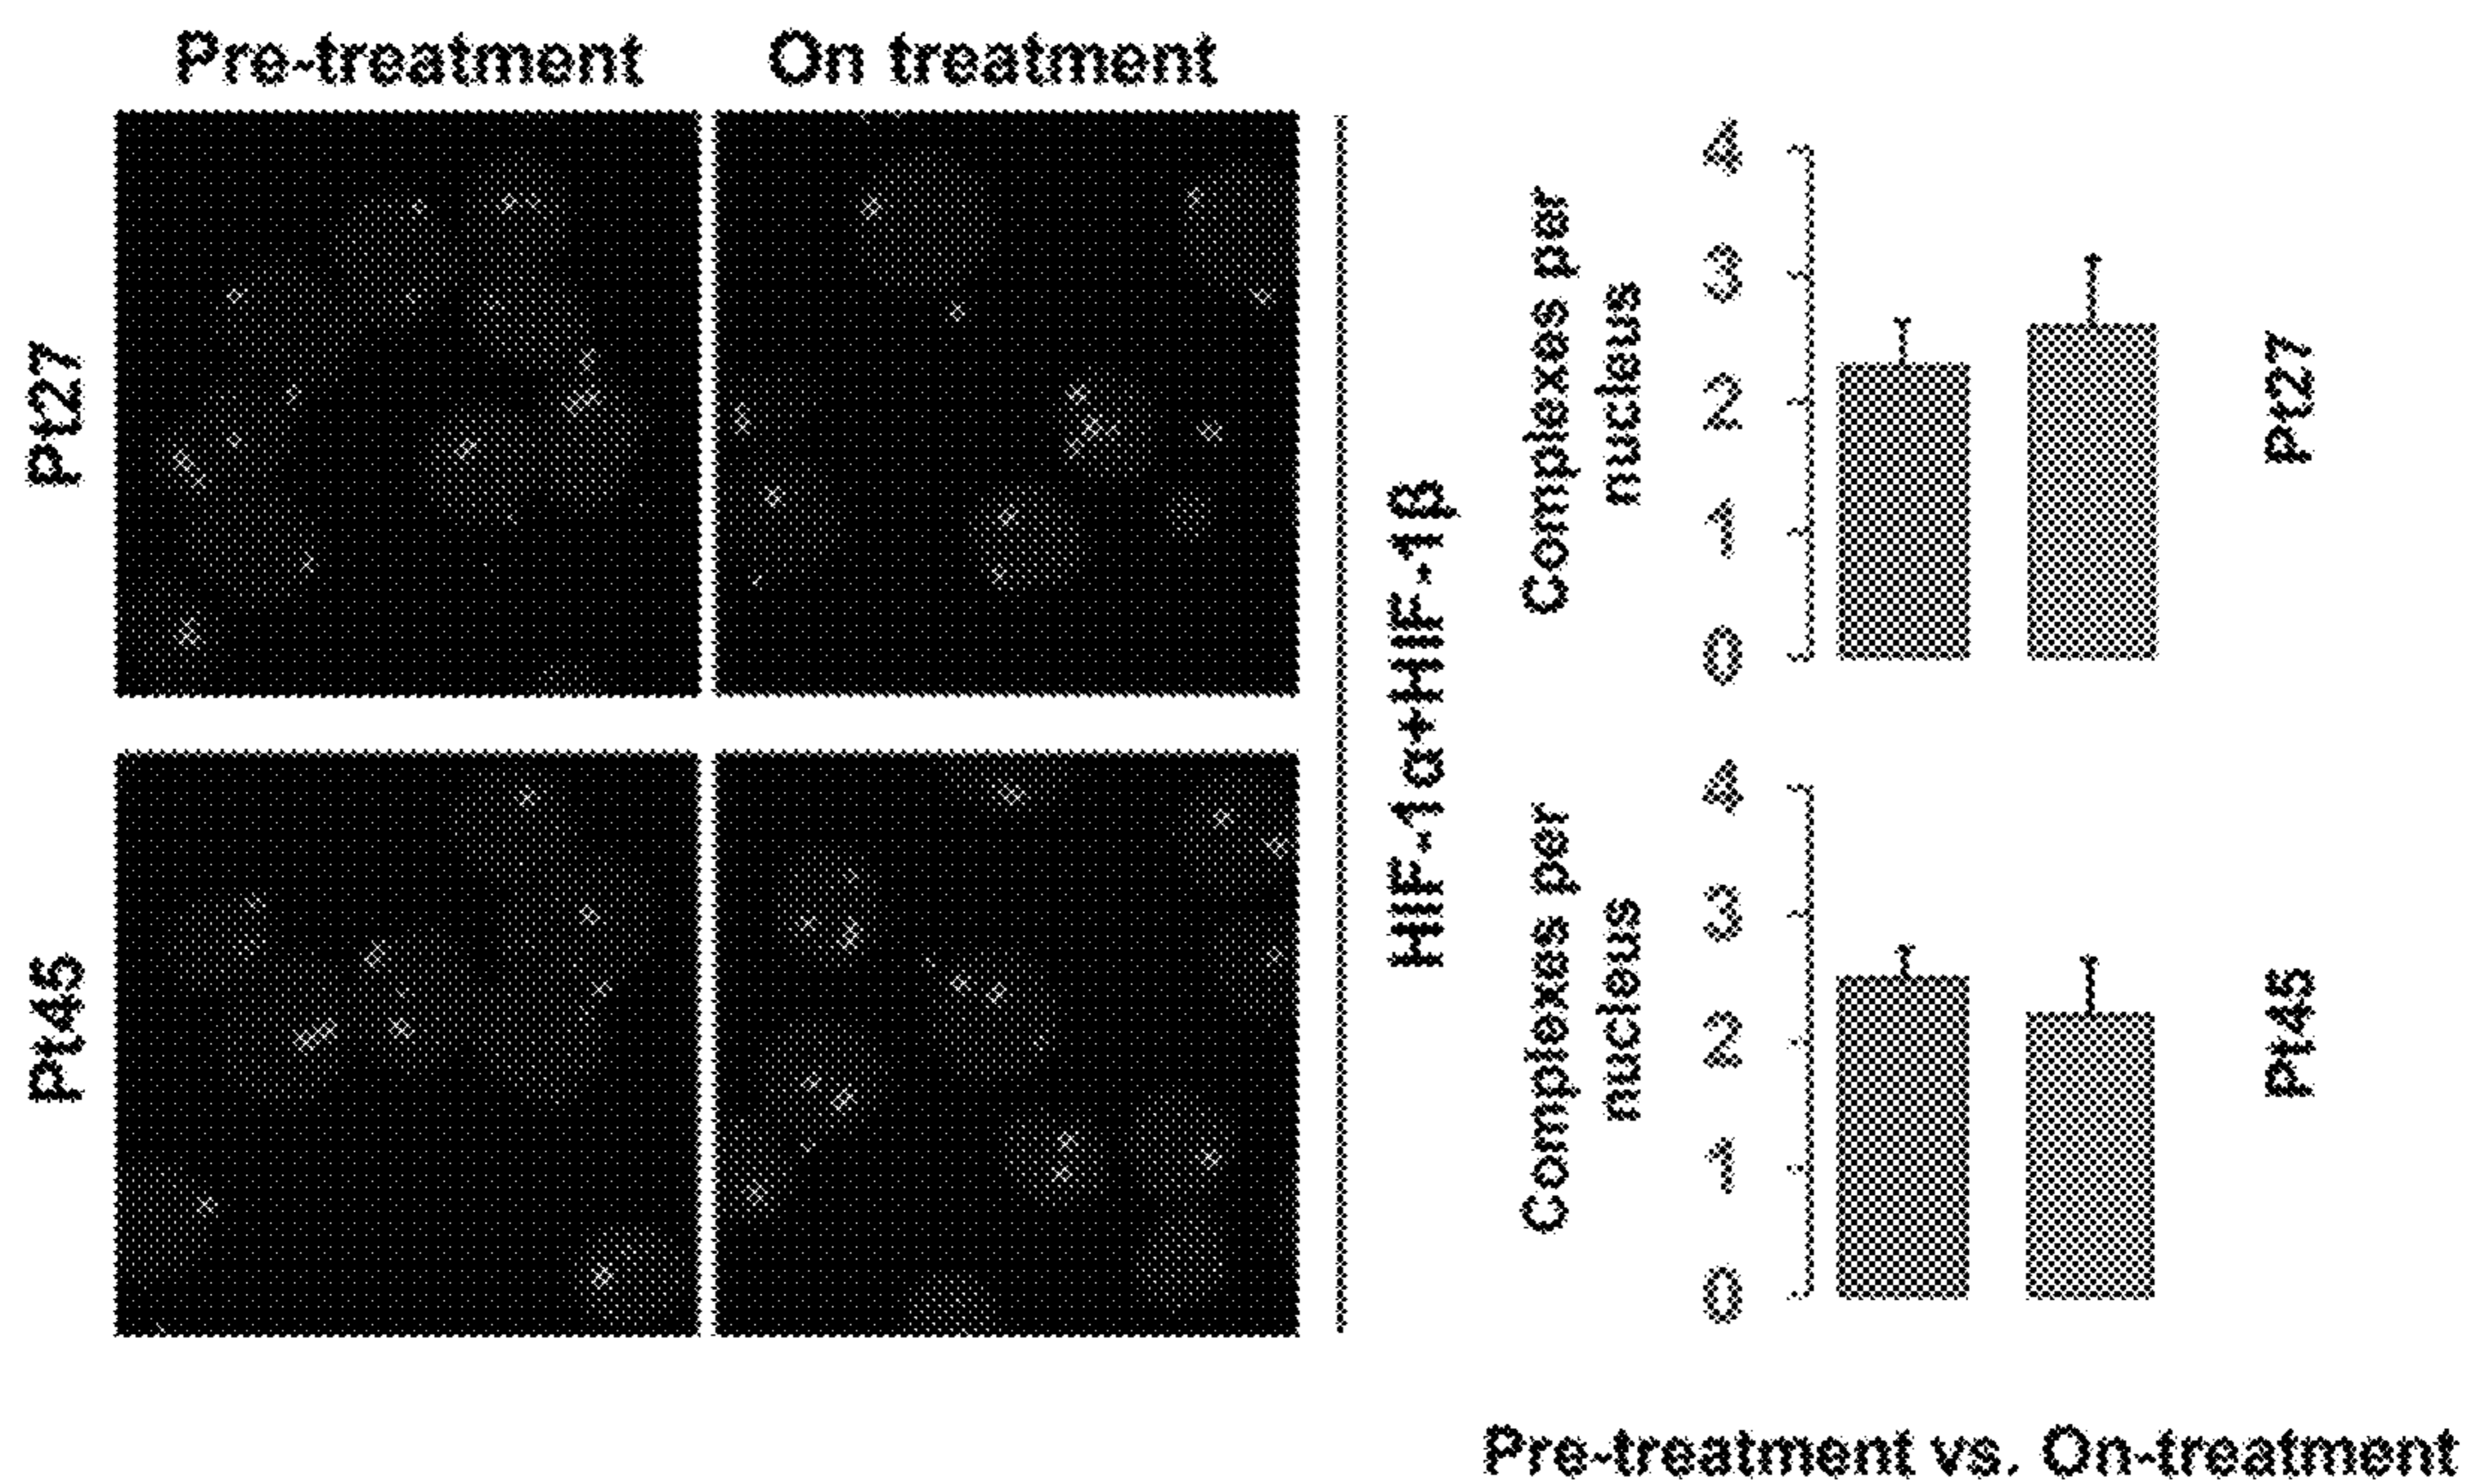 Pre-treatment
On treatment
Pt27
Pt45
HIF-1α+HIF-1β
Complexes per
nucleus
4
3
2
1
0
Pt27
Complexes per
nucleus
4
3
2
1
0
Pt45
Pre-treatment vs. On-treatment